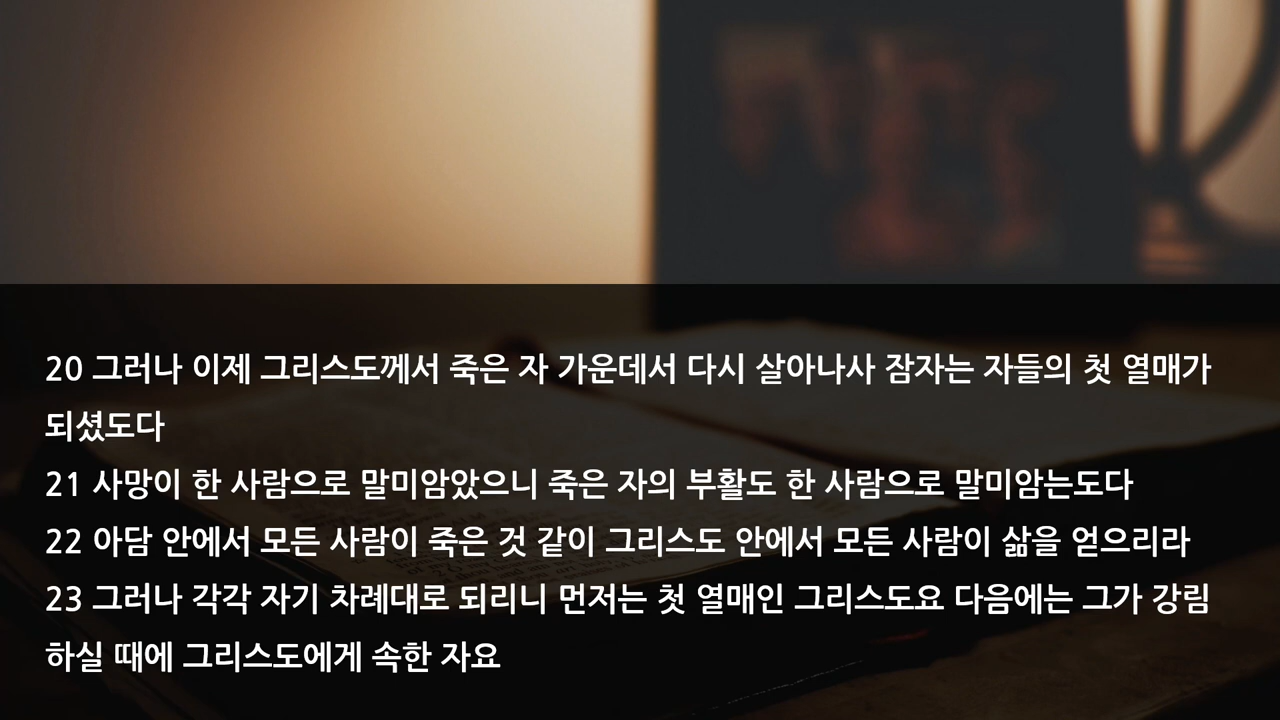 20 그러나 이제 그리스도께서 죽은 자 가운데서 다시 살아나사 잠자는 자들의 첫 열매가
되셨도다
21 사망이 한 사람으로 말미암았으니 죽은 자의 부활도 한 사람으로 말미암는도다
22 아담 안에서 모든 사람이 죽은 것 같이 그리스도 안에서 모든 사람이 삶을 얻으리라
23 그러나 각각 자기 차례대로 되리니 먼저는 첫 열매인 그리스도요 다음에는 그가 강림
하실 때에 그리스도에게 속한 자요